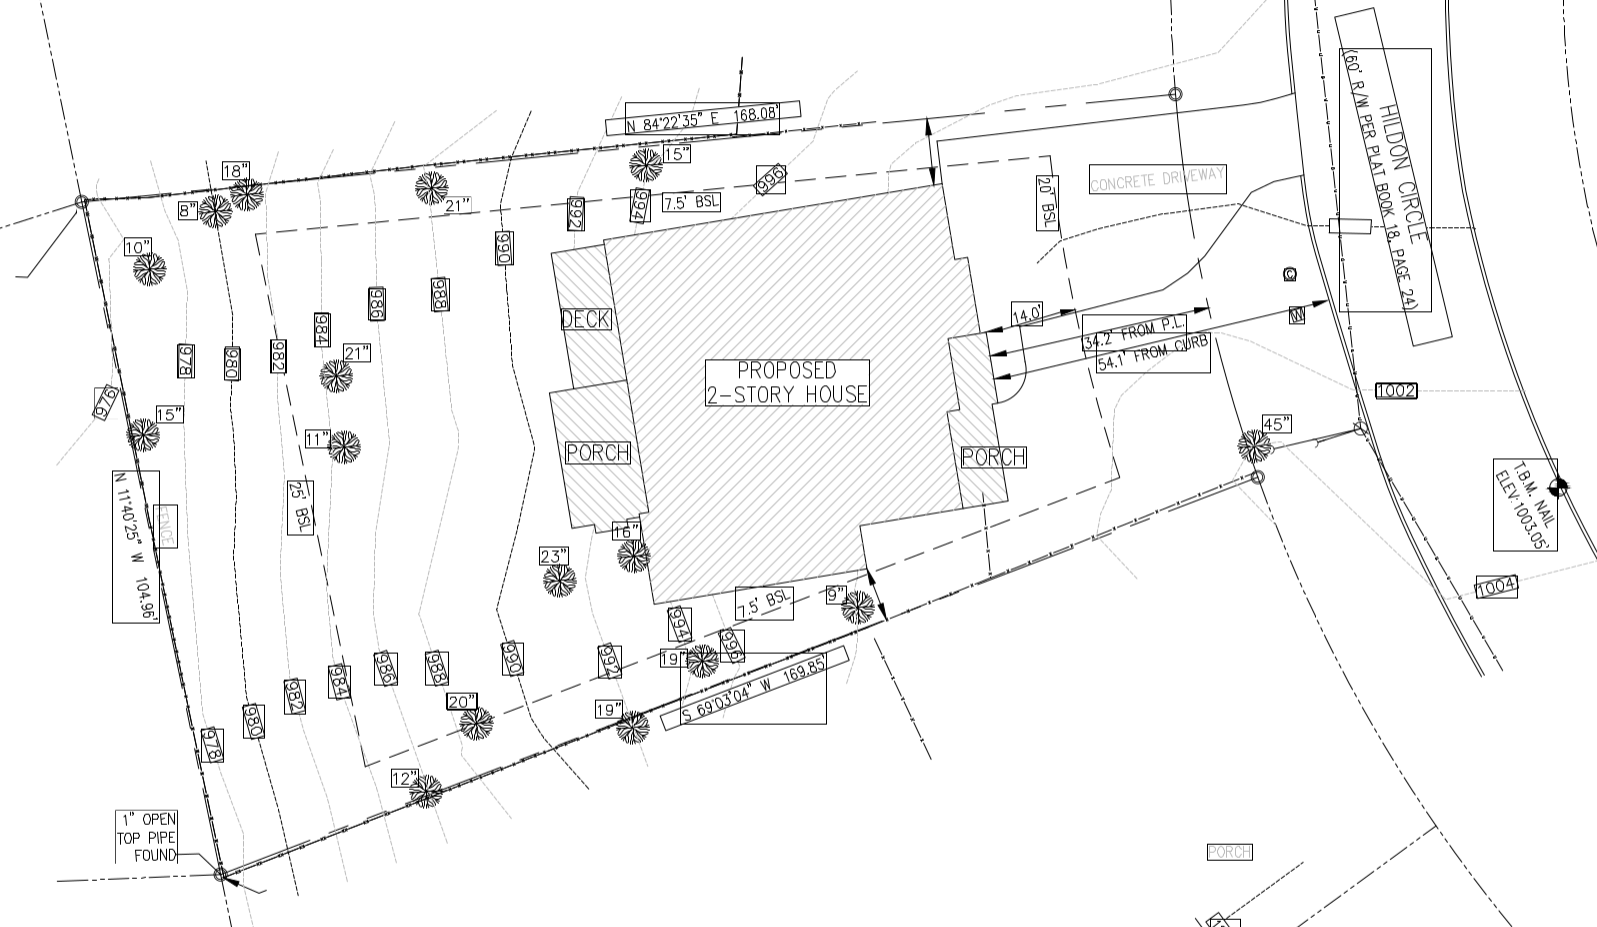 HILDON CIRCLE
(60' R/W PER PLAT BOOK 18, PAGE 24)
N 84°22'35" E 168.08'
18"
8"
10"
21"
15"
996
7.5' BSL
994
992
990
20' BSL
CONCRETE DRIVEWAY
988
986
984
982
980
978
976
21"
DECK
14.0'
34.2' FROM P.L.
54.1' FROM CURB
C
W
PROPOSED
2-STORY HOUSE
1002
15"
11"
PORCH
PORCH
45"
N 11°40'25" W 104.96'
FENCE
25' BSL
T.B.M. NAIL
ELEV:1003.05'
16"
23"
9"
7.5' BSL
1004
994
996
992
990
988
986
984
982
980
978
19"
S 69°03'04" W 169.85'
20"
19"
12"
1" OPEN
TOP PIPE
FOUND
PORCH